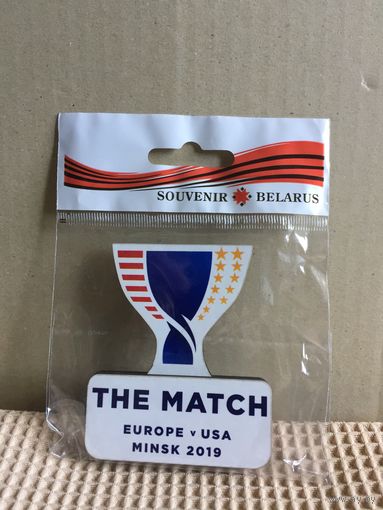 SOUVENIR BELARUS
THE MATCH
EUROPE v USA
MINSK 2019